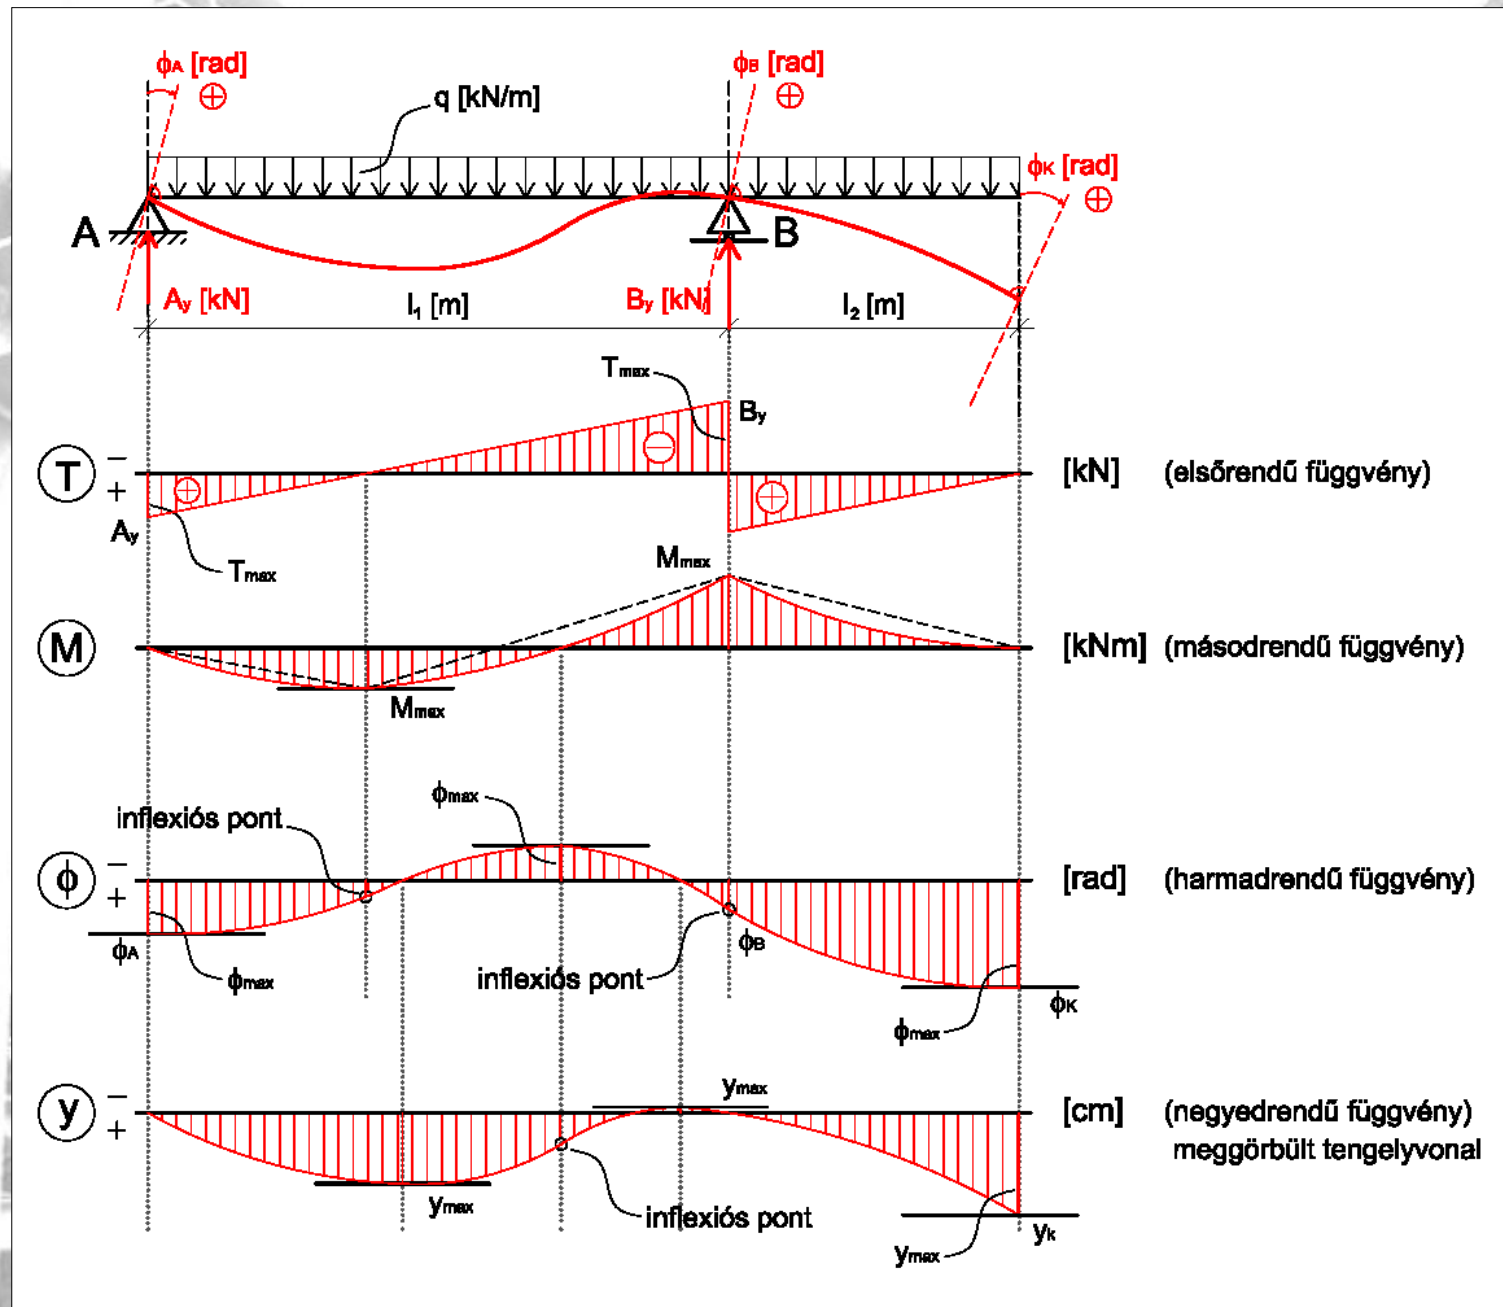 ϕA [rad]
⊕
ϕB [rad]
⊕
q [kN/m]
ϕK [rad]
⊕
A
B
Ay [kN]
l1 [m]
By [kN]
l2 [m]
Tmax
By
T
−
+
⊕
⊖
⊕
[kN] (elsőrendű függvény)
Ay
Tmax
Mmax
M
[kNm] (másodrendű függvény)
Mmax
ϕmax
inflexiós pont
ϕ
−
+
[rad] (harmadrendű függvény)
ϕA
ϕmax
inflexiós pont
ϕB
ϕK
ϕmax
ymax
y
−
+
[cm] (negyedrendű függvény)
meggörbült tengelyvonal
ymax
inflexiós pont
yk
ymax